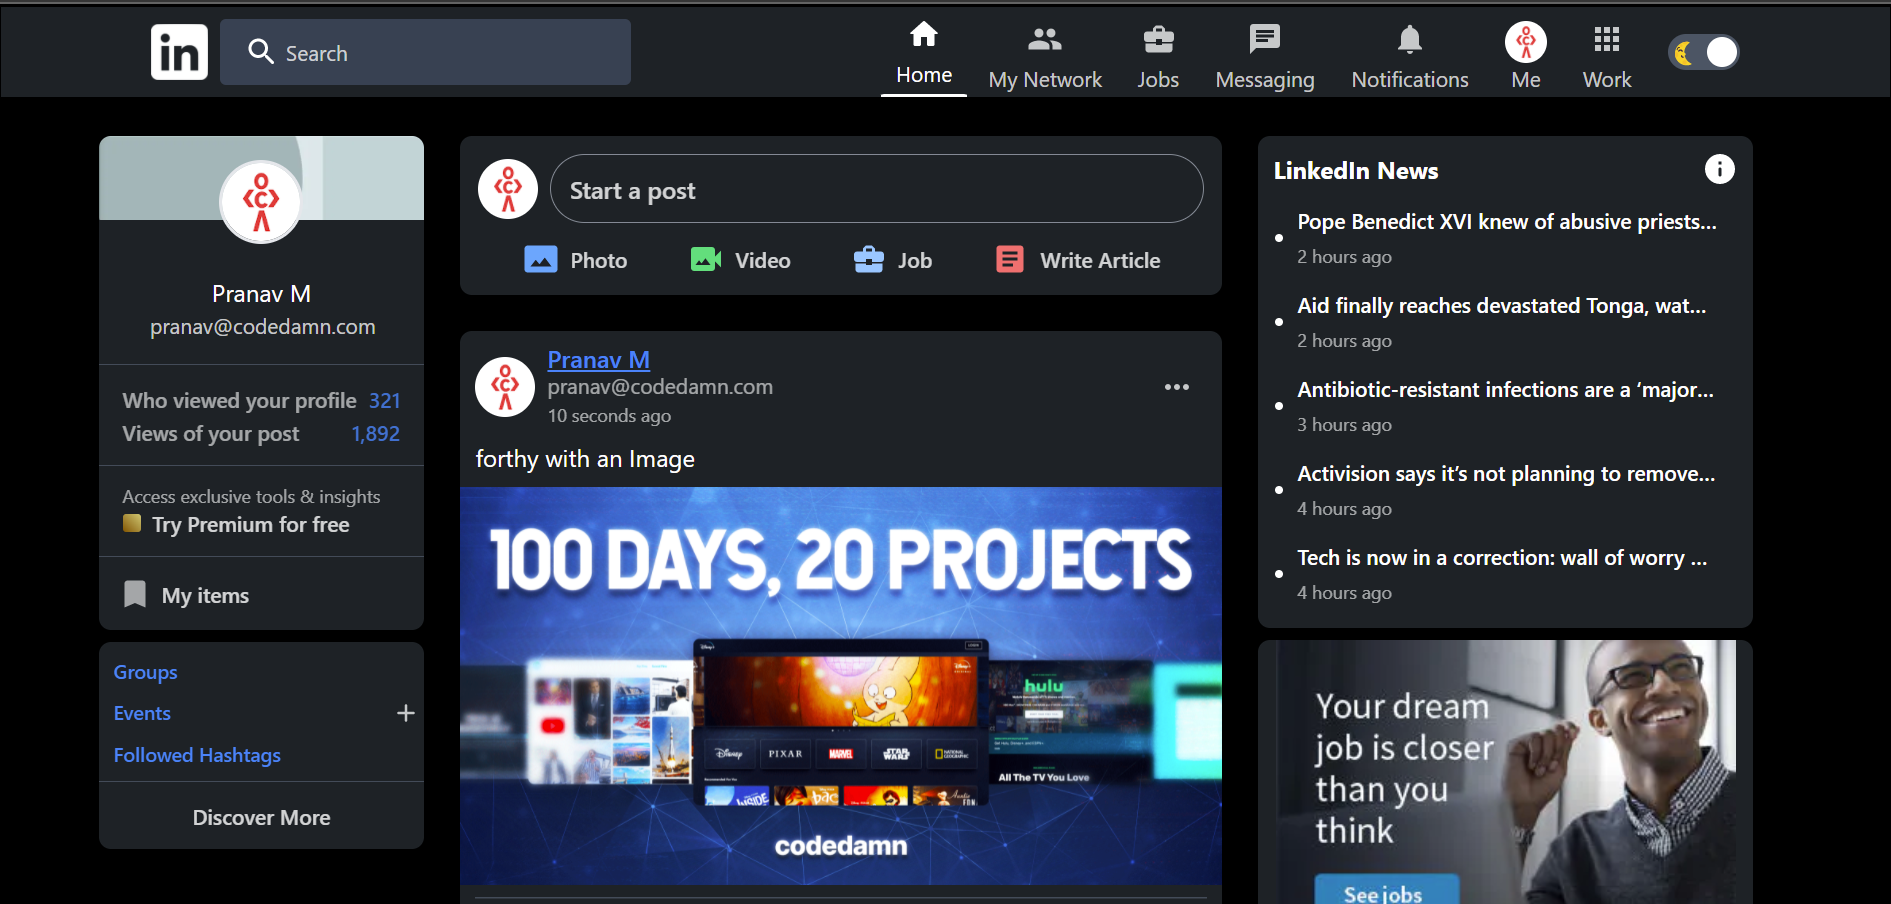 in
Search
Home
My Network
Jobs
Messaging
Notifications
Me
Work
Pranav M
pranav@codedamn.com
Who viewed your profile 321
Views of your post 1,892
Access exclusive tools & insights
Try Premium for free
My items
Groups
Events
Followed Hashtags
Discover More
Start a post
Photo
Video
Job
Write Article
Pranav M
pranav@codedamn.com
10 seconds ago
forthy with an Image
100 DAYS, 20 PROJECTS
Disney+
hulu
Disney
PIXAR
MARVEL
STAR WARS
NATIONAL GEOGRAPHIC
All The TV You Love
INSIDE
codedamn
LinkedIn News
Pope Benedict XVI knew of abusive priests...
2 hours ago
Aid finally reaches devastated Tonga, wat...
2 hours ago
Antibiotic-resistant infections are a ‘major...
3 hours ago
Activision says it’s not planning to remove...
4 hours ago
Tech is now in a correction: wall of worry ...
4 hours ago
Your dream
job is closer
than you
think
See jobs